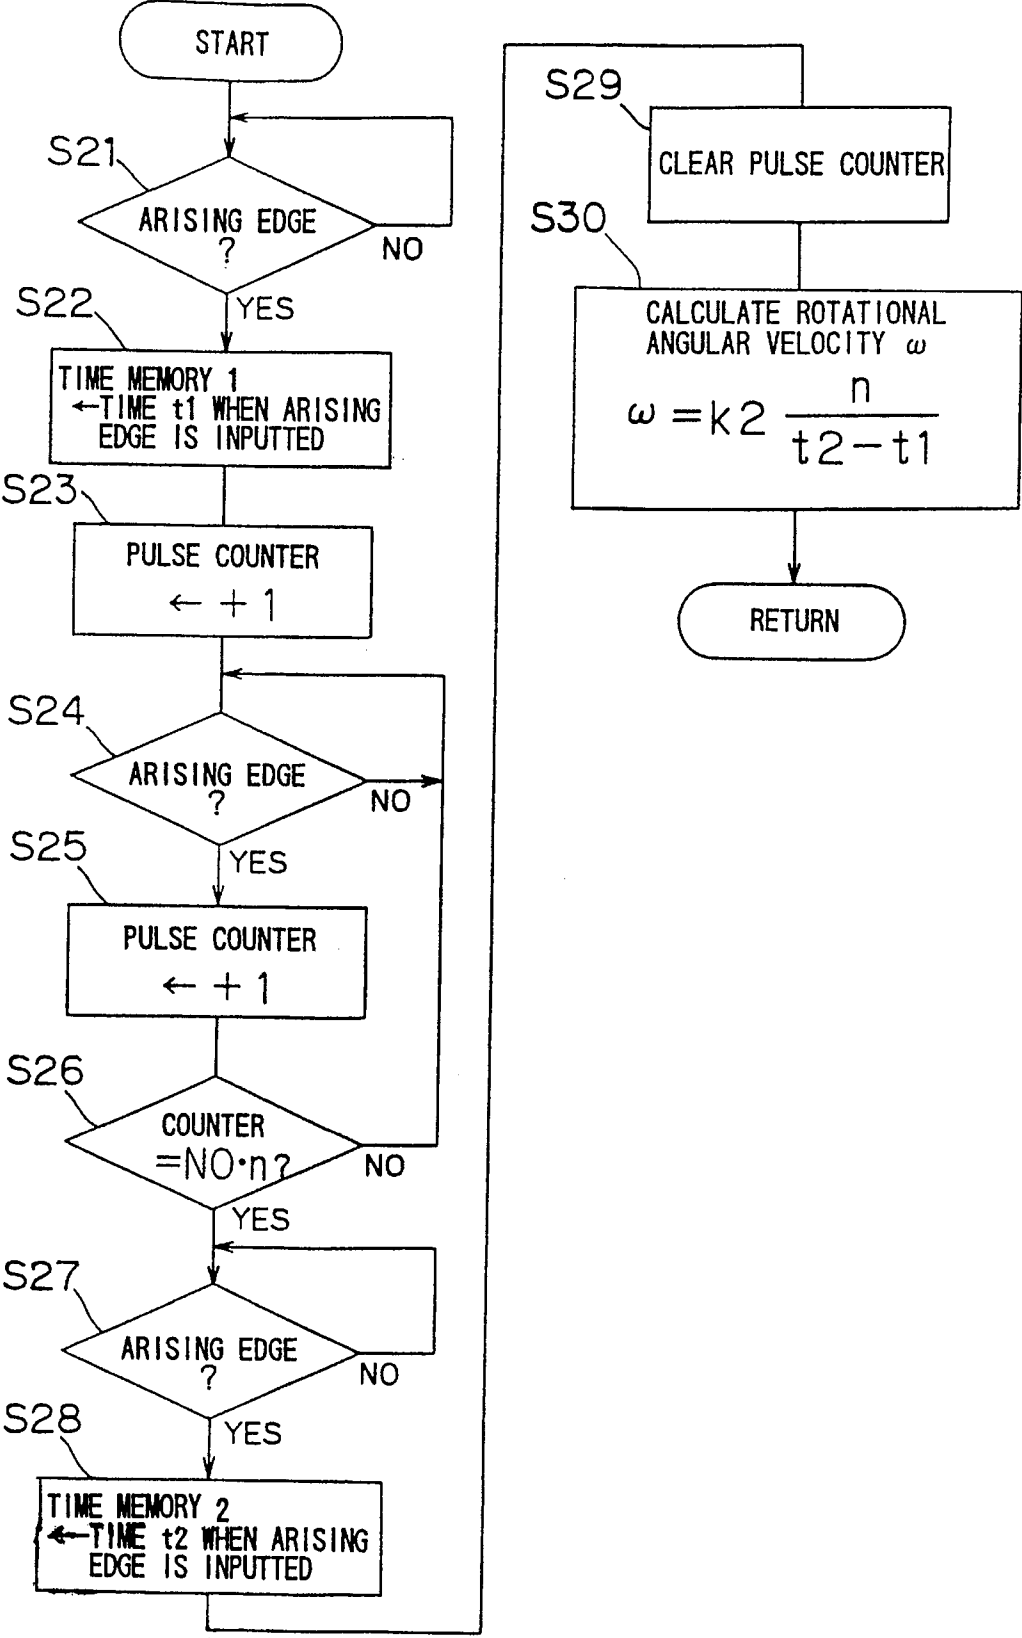 START
S21
ARISING EDGE
?
NO
YES
S22
TIME MEMORY 1
←TIME t1 WHEN ARISING
EDGE IS INPUTTED
S23
PULSE COUNTER
← + 1
S24
ARISING EDGE
?
NO
YES
S25
PULSE COUNTER
← + 1
S26
COUNTER
=NO·n?
NO
YES
S27
ARISING EDGE
?
NO
YES
S28
TIME MEMORY 2
←TIME t2 WHEN ARISING
EDGE IS INPUTTED
S29
CLEAR PULSE COUNTER
S30
CALCULATE ROTATIONAL
ANGULAR VELOCITY ω
ω = k2 n / (t2-t1)
RETURN